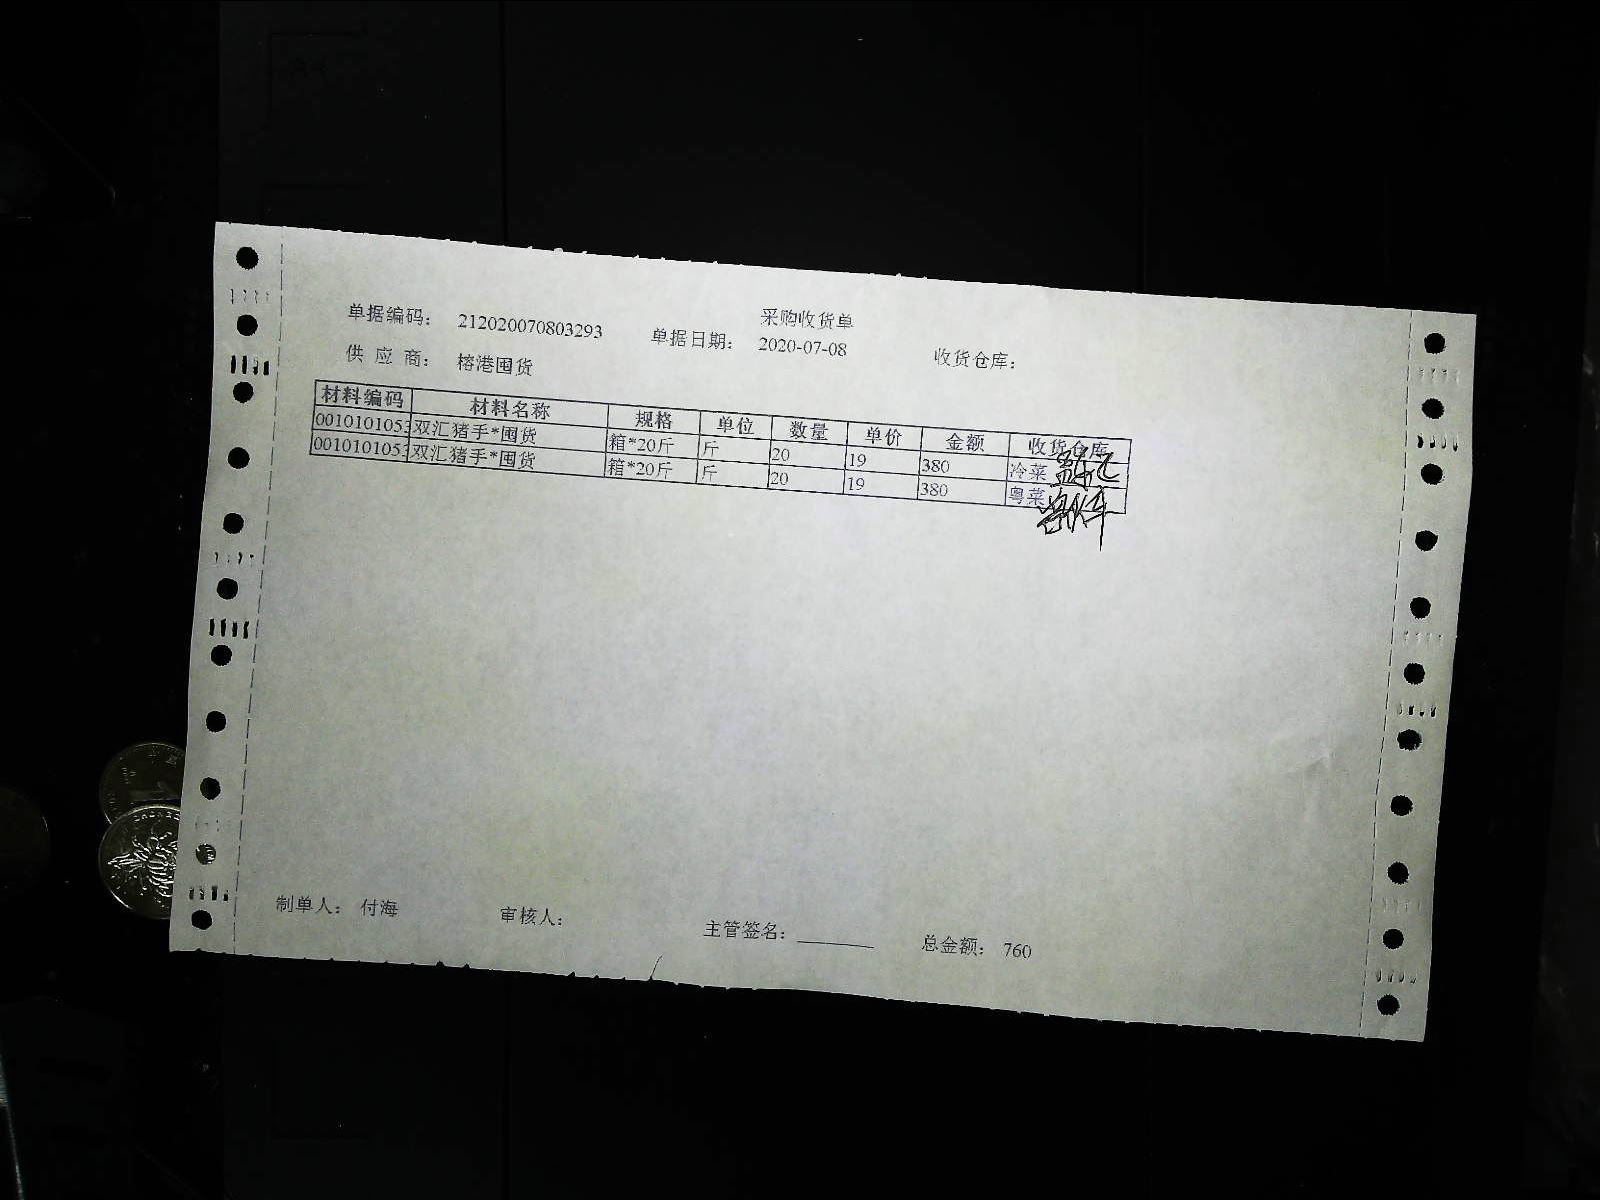 采购收货单
单据编码： 212020070803293 单据日期： 2020-07-08 收货仓库：
供 应 商： 榕港囤货
材料编码 材料名称 规格 单位 数量 单价 金额 收货仓库
0010101053 双汇猪手*囤货 箱*20斤 斤 20 19 380 冷菜
0010101053 双汇猪手*囤货 箱*20斤 斤 20 19 380 粤菜
制单人： 付海 审核人： 主管签名： 总金额： 760